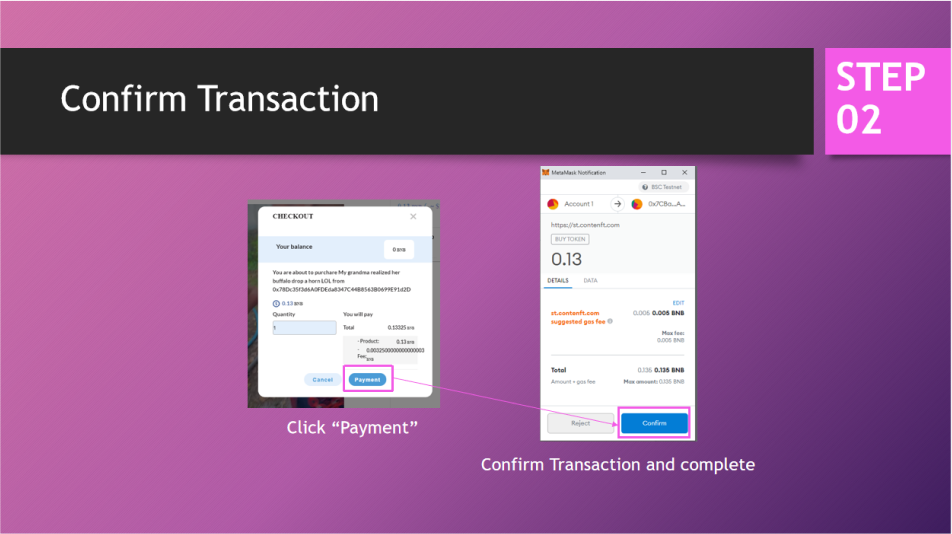 Confirm Transaction
STEP
02
CHECKOUT
Your balance
0 BNB
You are about to purchase My grandma realized her
buffalo drop a horn LOL from
0x78Dc35f3d6A0FDEda8347C44B8563B0699E91d2D
0.13 BNB
Quantity
You will pay
1
Total 0.13325 BNB
- Product: 0.13 BNB
- Fee: 0.0032500000000000003 BNB
Cancel
Payment
Click “Payment”
MetaMask Notification
BSC Testnet
Account 1
0x7CBa...A...
https://st.contenft.com
BUY TOKEN
0.13
DETAILS DATA
EDIT
st.contenft.com
suggested gas fee
0.005 0.005 BNB
Max fee:
0.005 BNB
Total 0.135 0.135 BNB
Amount + gas fee Max amount: 0.135 BNB
Reject
Confirm
Confirm Transaction and complete